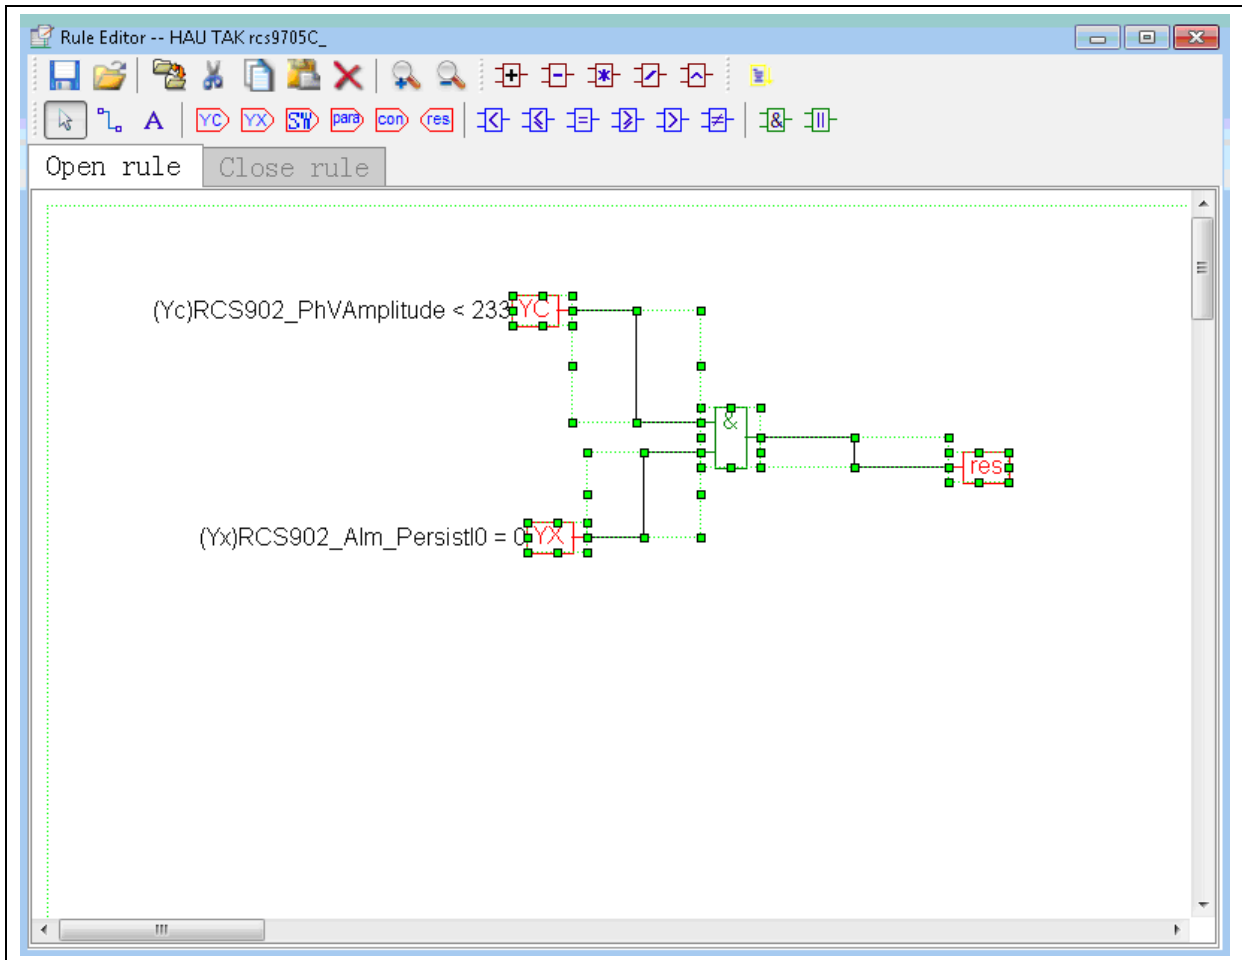 Rule Editor -- HAU TAK rcs9705C_
A YC YX SW para con res
Open rule Close rule
(Yc)RCS902_PhVAmplitude < 233 YC
&
res
(Yx)RCS902_Alm_PersistI0 = 0 YX